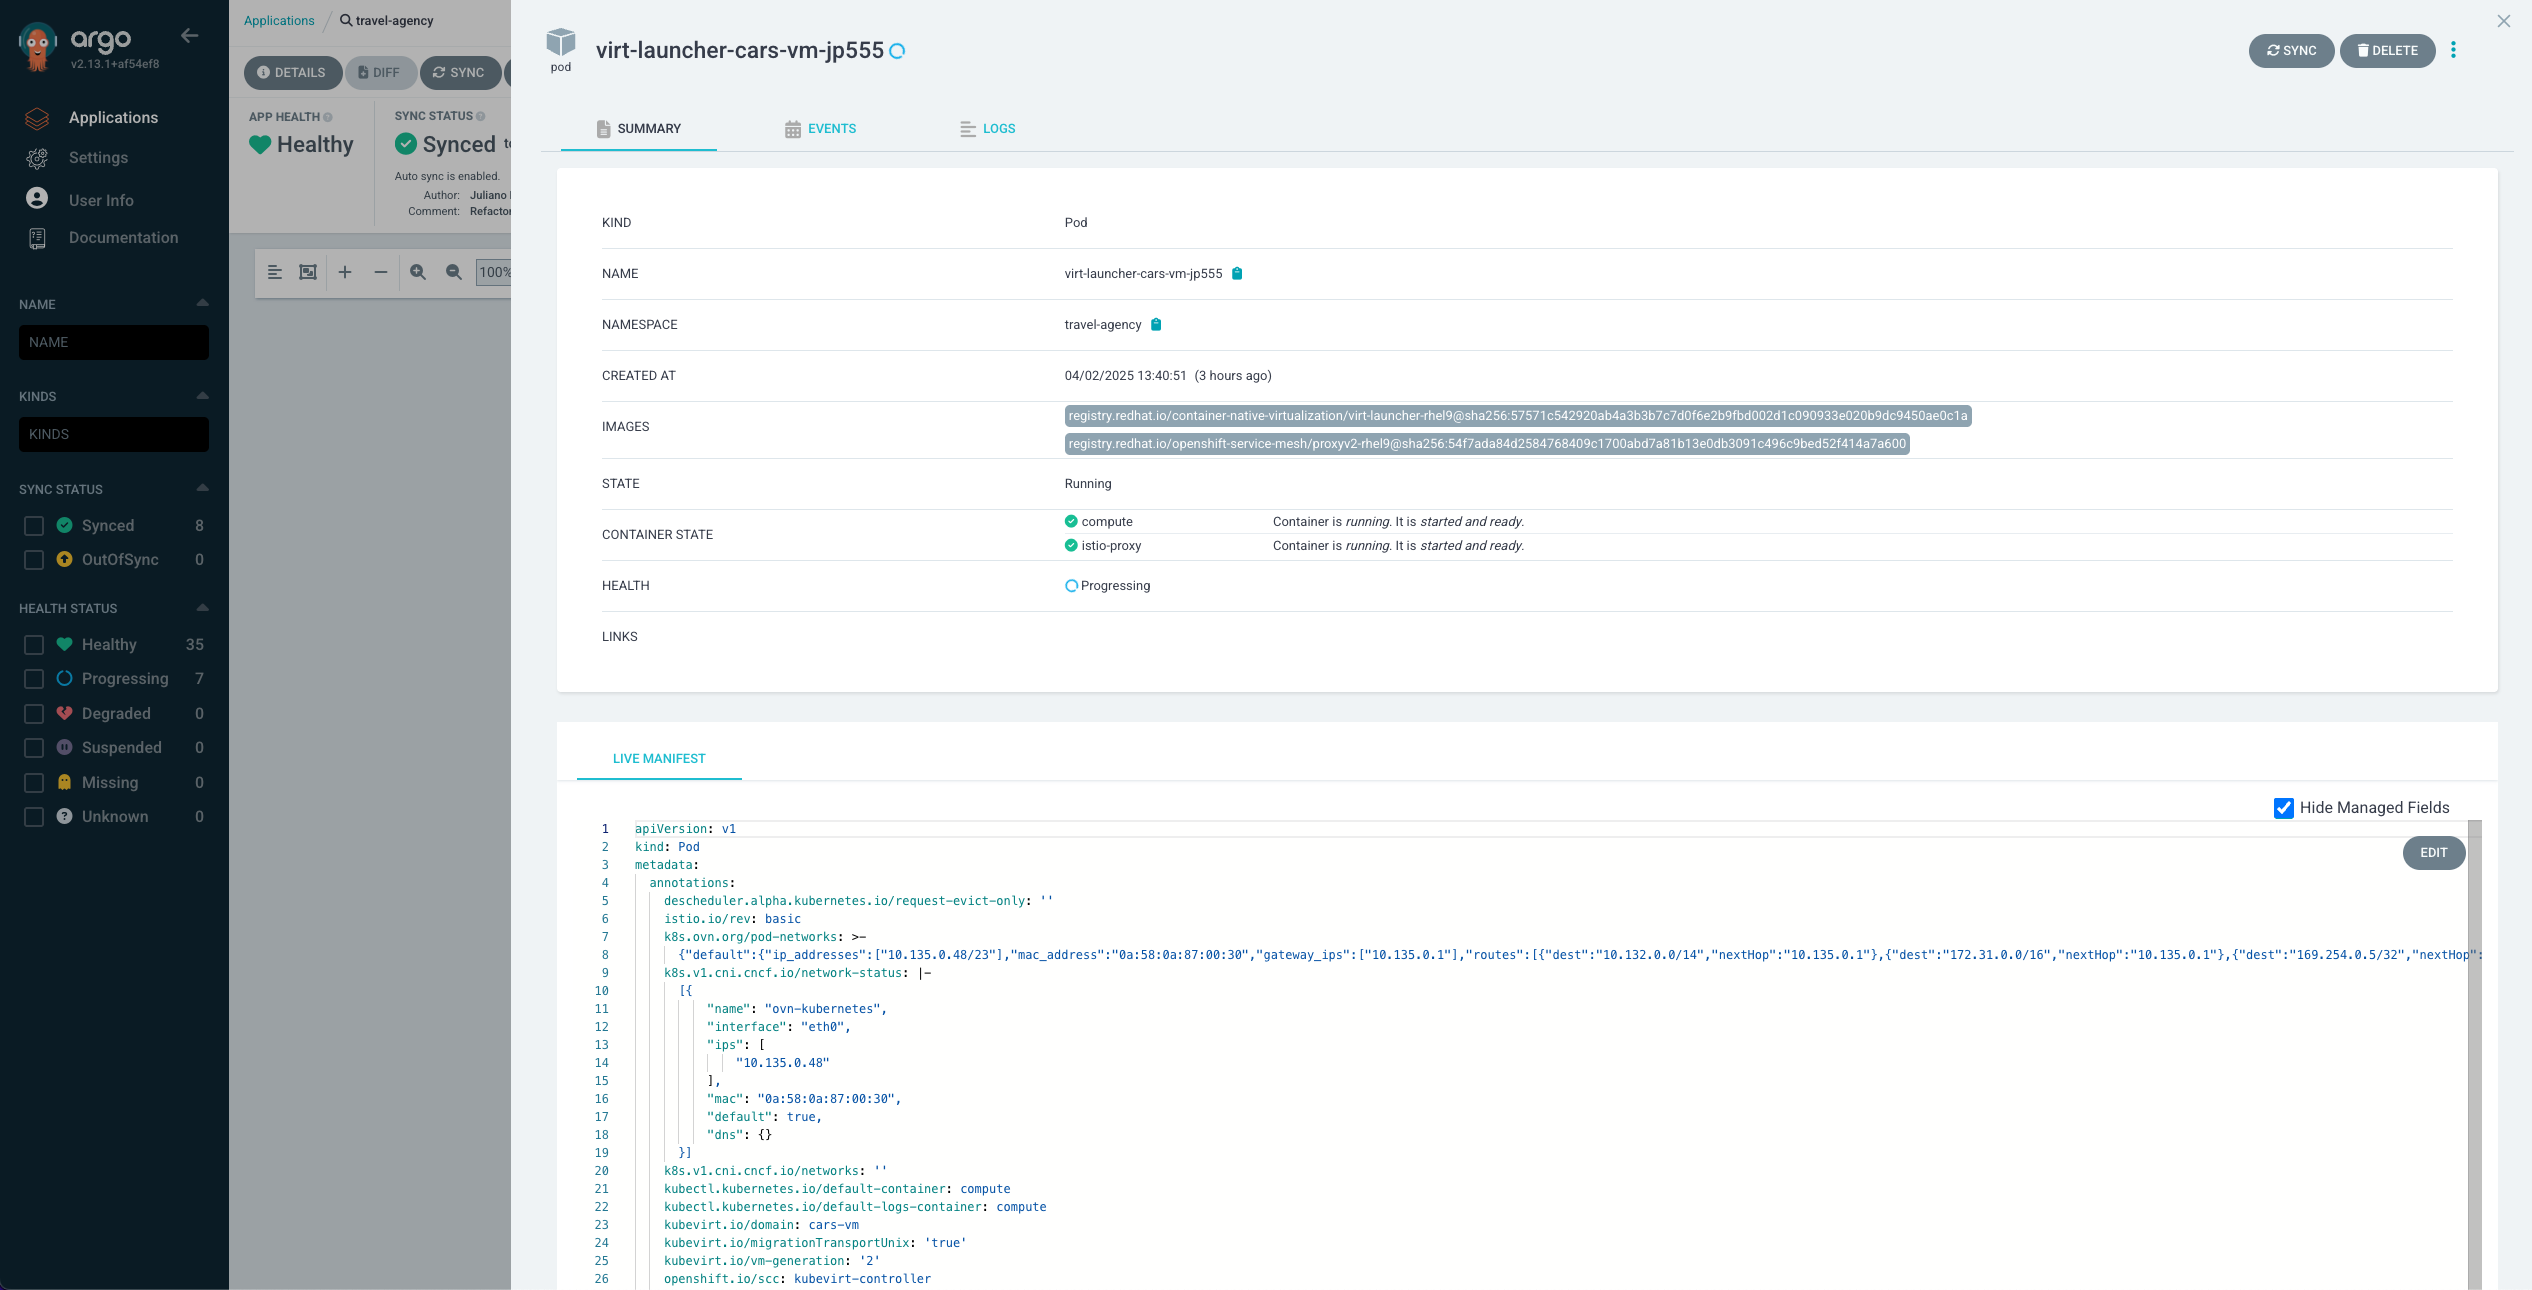 argo
v2.13.1+af54ef8
Applications
Settings
User Info
Documentation
NAME
NAME
KINDS
KINDS
SYNC STATUS
Synced 8
OutOfSync 0
HEALTH STATUS
Healthy 35
Progressing 7
Degraded 0
Suspended 0
Missing 0
Unknown 0
Applications / travel-agency
DETAILS DIFF SYNC
APP HEALTH
Healthy
SYNC STATUS
Synced
Auto sync is enabled.
Author: Juliano
Comment: Refactor
100%
pod
virt-launcher-cars-vm-jp555
SYNC DELETE
SUMMARY EVENTS LOGS
KIND Pod
NAME virt-launcher-cars-vm-jp555
NAMESPACE travel-agency
CREATED AT 04/02/2025 13:40:51 (3 hours ago)
IMAGES
registry.redhat.io/container-native-virtualization/virt-launcher-rhel9@sha256:57571c542920ab4a3b3b7c7d0f6e2b9fbd002d1c090933e020b9dc9450ae0c1a
registry.redhat.io/openshift-service-mesh/proxyv2-rhel9@sha256:54f7ada84d2584768409c1700abd7a81b13e0db3091c496c9bed52f414a7a600
STATE Running
CONTAINER STATE
compute Container is running. It is started and ready.
istio-proxy Container is running. It is started and ready.
HEALTH Progressing
LINKS
LIVE MANIFEST
Hide Managed Fields
EDIT
1 apiVersion: v1
2 kind: Pod
3 metadata:
4 annotations:
5 descheduler.alpha.kubernetes.io/request-evict-only: ''
6 istio.io/rev: basic
7 k8s.ovn.org/pod-networks: >-
8 {"default":{"ip_addresses":["10.135.0.48/23"],"mac_address":"0a:58:0a:87:00:30","gateway_ips":["10.135.0.1"],"routes":[{"dest":"10.132.0.0/14","nextHop":"10.135.0.1"},{"dest":"172.31.0.0/16","nextHop":"10.135.0.1"},{"dest":"169.254.0.5/32","nextHop":
9 k8s.v1.cni.cncf.io/network-status: |-
10 [{
11 "name": "ovn-kubernetes",
12 "interface": "eth0",
13 "ips": [
14 "10.135.0.48"
15 ],
16 "mac": "0a:58:0a:87:00:30",
17 "default": true,
18 "dns": {}
19 }]
20 k8s.v1.cni.cncf.io/networks: ''
21 kubectl.kubernetes.io/default-container: compute
22 kubectl.kubernetes.io/default-logs-container: compute
23 kubevirt.io/domain: cars-vm
24 kubevirt.io/migrationTransportUnix: 'true'
25 kubevirt.io/vm-generation: '2'
26 openshift.io/scc: kubevirt-controller